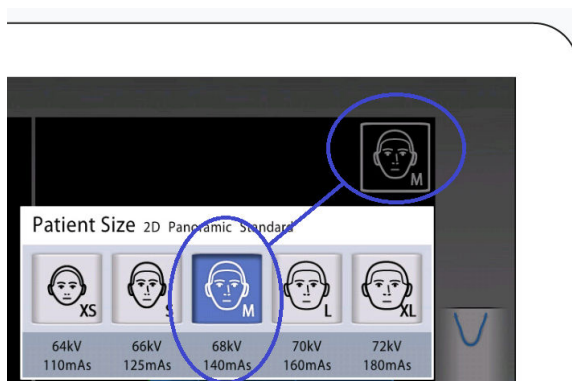 M
Patient Size 2D Panoramic Standard
XS S M L XL
64kV 66kV 68kV 70kV 72kV
110mAs 125mAs 140mAs 160mAs 180mAs